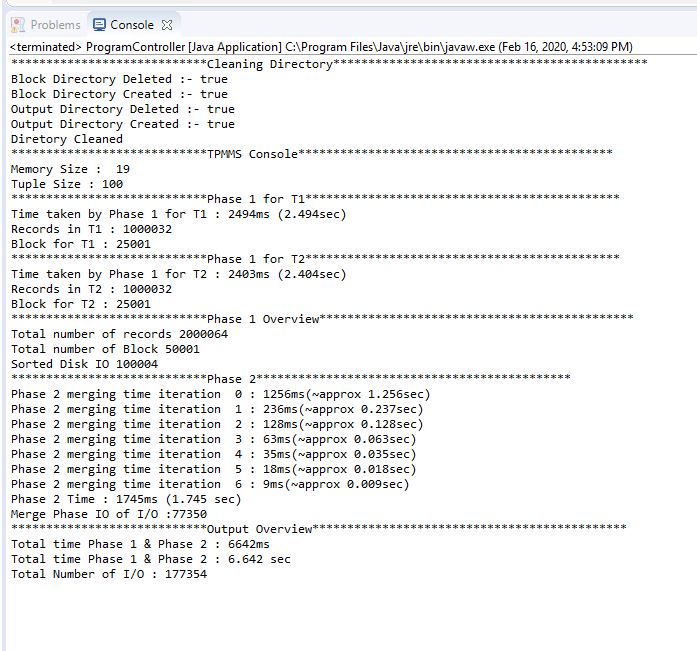 Problems Console
<terminated> ProgramController [Java Application] C:\Program Files\Java\jre\bin\javaw.exe (Feb 16, 2020, 4:53:09 PM)
****************************Cleaning Directory*********************************************
Block Directory Deleted :- true
Block Directory Created :- true
Output Directory Deleted :- true
Output Directory Created :- true
Diretory Cleaned
****************************TPMMS Console*********************************************
Memory Size :  19
Tuple Size : 100
****************************Phase 1 for T1*********************************************
Time taken by Phase 1 for T1 : 2494ms (2.494sec)
Records in T1 : 1000032
Block for T1 : 25001
****************************Phase 1 for T2*********************************************
Time taken by Phase 1 for T2 : 2403ms (2.404sec)
Records in T2 : 1000032
Block for T2 : 25001
****************************Phase 1 Overview*********************************************
Total number of records 2000064
Total number of Block 50001
Sorted Disk IO 100004
****************************Phase 2*********************************************
Phase 2 merging time iteration  0 : 1256ms(~approx 1.256sec)
Phase 2 merging time iteration  1 : 236ms(~approx 0.237sec)
Phase 2 merging time iteration  2 : 128ms(~approx 0.128sec)
Phase 2 merging time iteration  3 : 63ms(~approx 0.063sec)
Phase 2 merging time iteration  4 : 35ms(~approx 0.035sec)
Phase 2 merging time iteration  5 : 18ms(~approx 0.018sec)
Phase 2 merging time iteration  6 : 9ms(~approx 0.009sec)
Phase 2 Time : 1745ms (1.745 sec)
Merge Phase IO of I/O :77350
****************************Output Overview*********************************************
Total time Phase 1 & Phase 2 : 6642ms
Total time Phase 1 & Phase 2 : 6.642 sec
Total Number of I/O : 177354